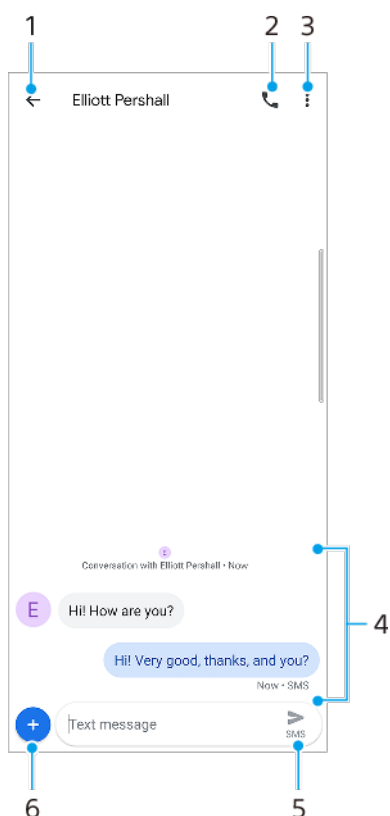 1 2 3
Elliott Pershall
Conversation with Elliott Pershall • Now
E Hi! How are you?
4
Hi! Very good, thanks, and you?
Now • SMS
+ Text message
SMS
6 5